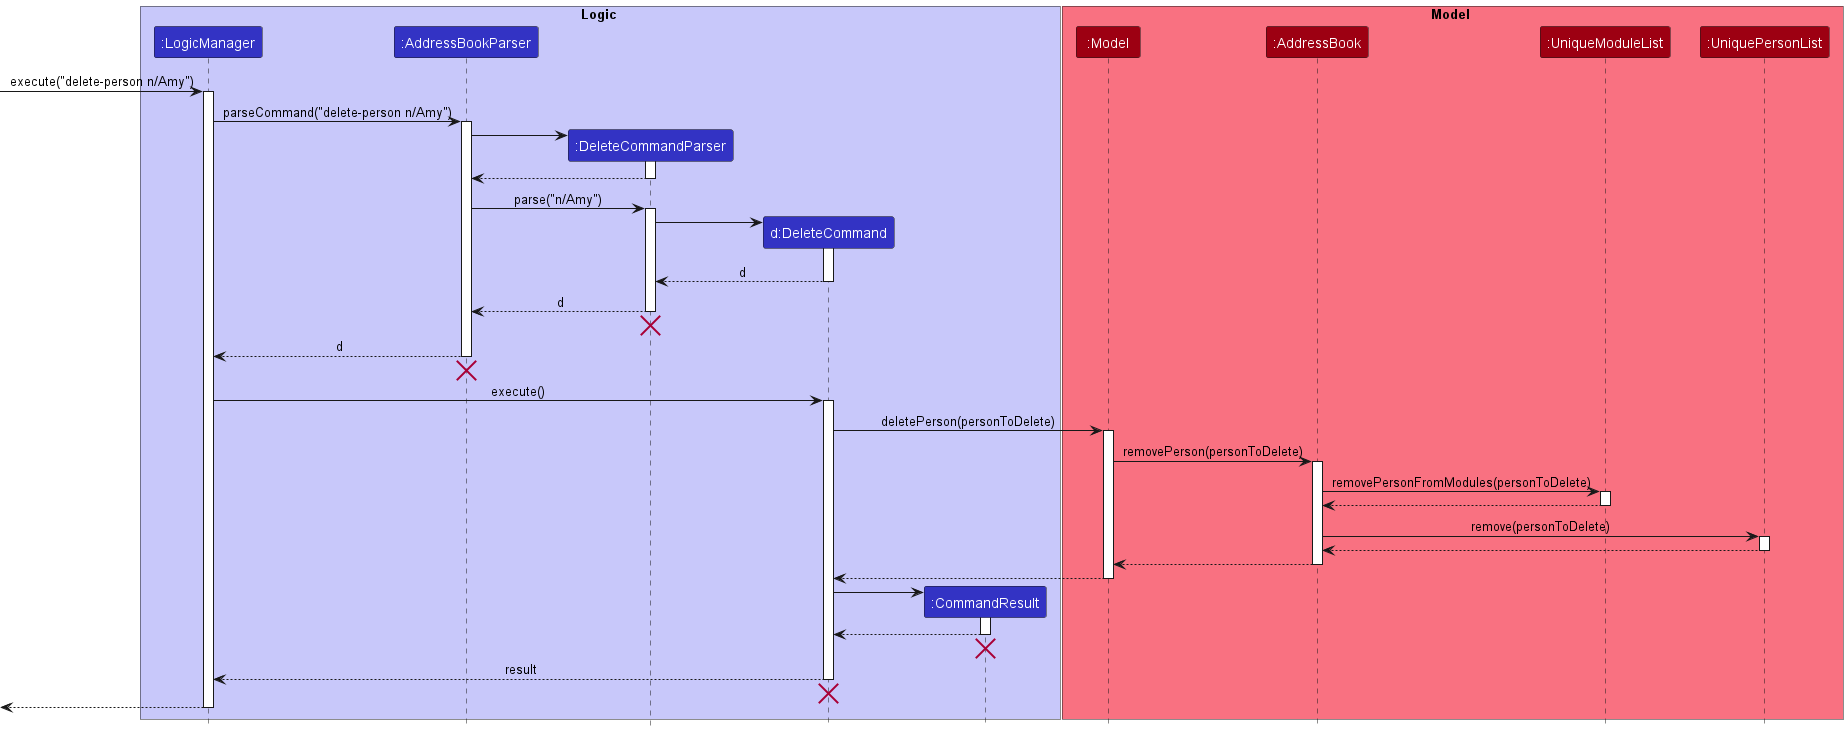 Logic
Model
:LogicManager
:AddressBookParser
:Model
:AddressBook
:UniqueModuleList
:UniquePersonList
execute("delete-person n/Amy")
parseCommand("delete-person n/Amy")
:DeleteCommandParser
parse("n/Amy")
d:DeleteCommand
d
d
d
execute()
deletePerson(personToDelete)
removePerson(personToDelete)
removePersonFromModules(personToDelete)
remove(personToDelete)
:CommandResult
result